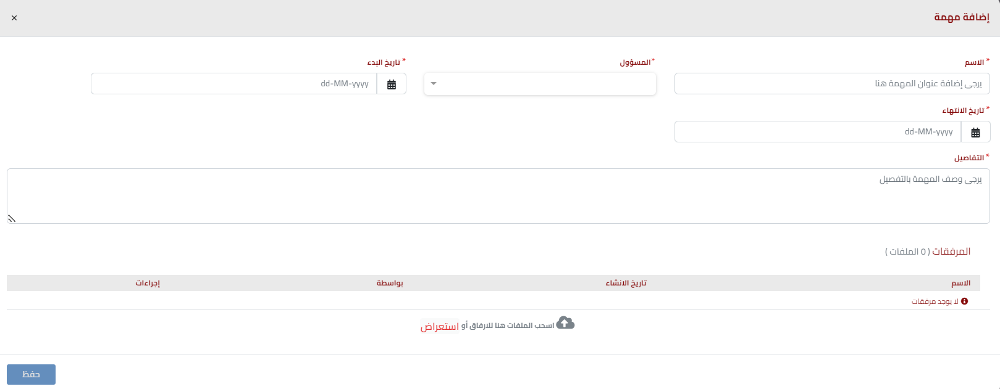 إضافة مهمة ×
* الاسم
* المسؤول
* تاريخ البدء
يرجى إضافة عنوان المهمة هنا
dd-MM-yyyy
* تاريخ الانتهاء
dd-MM-yyyy
* التفاصيل
يرجى وصف المهمة بالتفصيل
المرفقات ( 0 الملفات )
الاسم تاريخ الانشاء بواسطة إجراءات
لا يوجد مرفقات
اسحب الملفات هنا للارفاق أو استعراض
حفظ